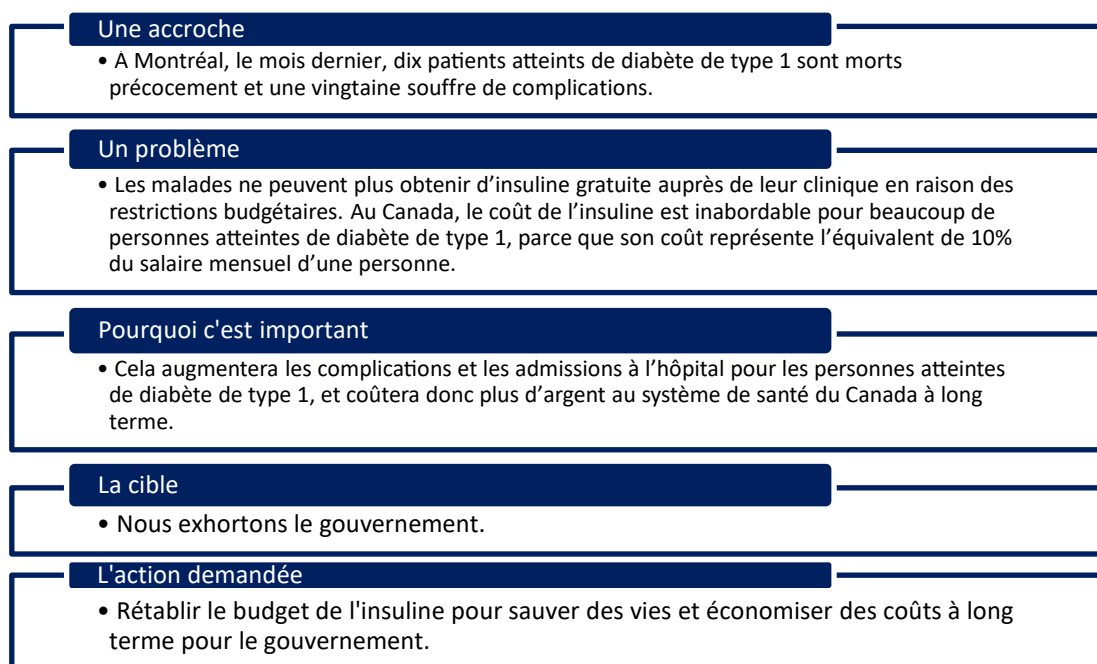 Une accroche
• À Montréal, le mois dernier, dix patients atteints de diabète de type 1 sont morts
précocement et une vingtaine souffre de complications.
Un problème
• Les malades ne peuvent plus obtenir d’insuline gratuite auprès de leur clinique en raison des
restrictions budgétaires. Au Canada, le coût de l’insuline est inabordable pour beaucoup de
personnes atteintes de diabète de type 1, parce que son coût représente l’équivalent de 10%
du salaire mensuel d’une personne.
Pourquoi c'est important
• Cela augmentera les complications et les admissions à l’hôpital pour les personnes atteintes
de diabète de type 1, et coûtera donc plus d’argent au système de santé du Canada à long
terme.
La cible
• Nous exhortons le gouvernement.
L'action demandée
• Rétablir le budget de l'insuline pour sauver des vies et économiser des coûts à long
terme pour le gouvernement.